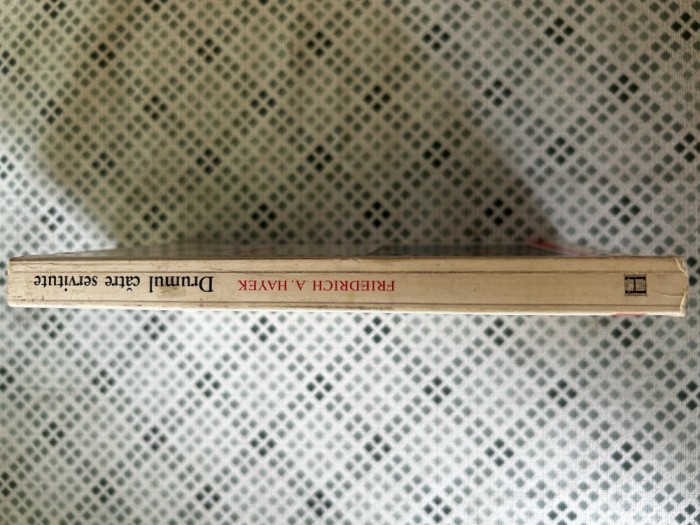 H
FRIEDRICH A. HAYEK
Drumul către servitute